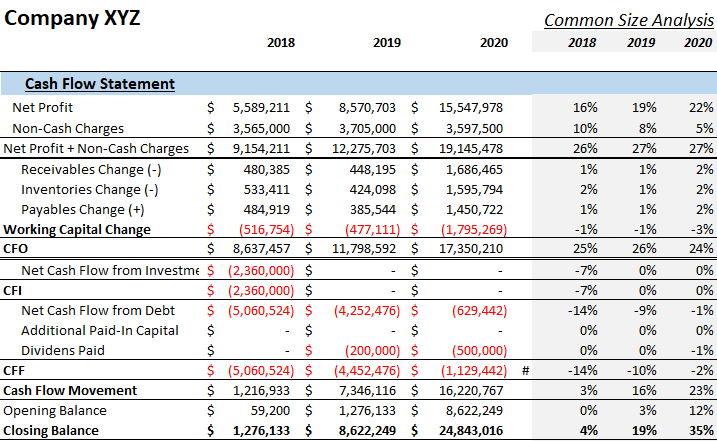 Company XYZ
Common Size Analysis
2018 2019 2020 2018 2019 2020
Cash Flow Statement
Net Profit $ 5,589,211 $ 8,570,703 $ 15,547,978 16% 19% 22%
Non-Cash Charges $ 3,565,000 $ 3,705,000 $ 3,597,500 10% 8% 5%
Net Profit + Non-Cash Charges $ 9,154,211 $ 12,275,703 $ 19,145,478 26% 27% 27%
Receivables Change (-) $ 480,385 $ 448,195 $ 1,686,465 1% 1% 2%
Inventories Change (-) $ 533,411 $ 424,098 $ 1,595,794 2% 1% 2%
Payables Change (+) $ 484,919 $ 385,544 $ 1,450,722 1% 1% 2%
Working Capital Change $ (516,754) $ (477,111) $ (1,795,269) -1% -1% -3%
CFO $ 8,637,457 $ 11,798,592 $ 17,350,210 25% 26% 24%
Net Cash Flow from Investme $ (2,360,000) $ - $ - -7% 0% 0%
CFI $ (2,360,000) $ - $ - -7% 0% 0%
Net Cash Flow from Debt $ (5,060,524) $ (4,252,476) $ (629,442) -14% -9% -1%
Additional Paid-In Capital $ - $ - $ - 0% 0% 0%
Dividens Paid $ - $ (200,000) $ (500,000) 0% 0% -1%
CFF $ (5,060,524) $ (4,452,476) $ (1,129,442) # -14% -10% -2%
Cash Flow Movement $ 1,216,933 $ 7,346,116 $ 16,220,767 3% 16% 23%
Opening Balance $ 59,200 $ 1,276,133 $ 8,622,249 0% 3% 12%
Closing Balance $ 1,276,133 $ 8,622,249 $ 24,843,016 4% 19% 35%